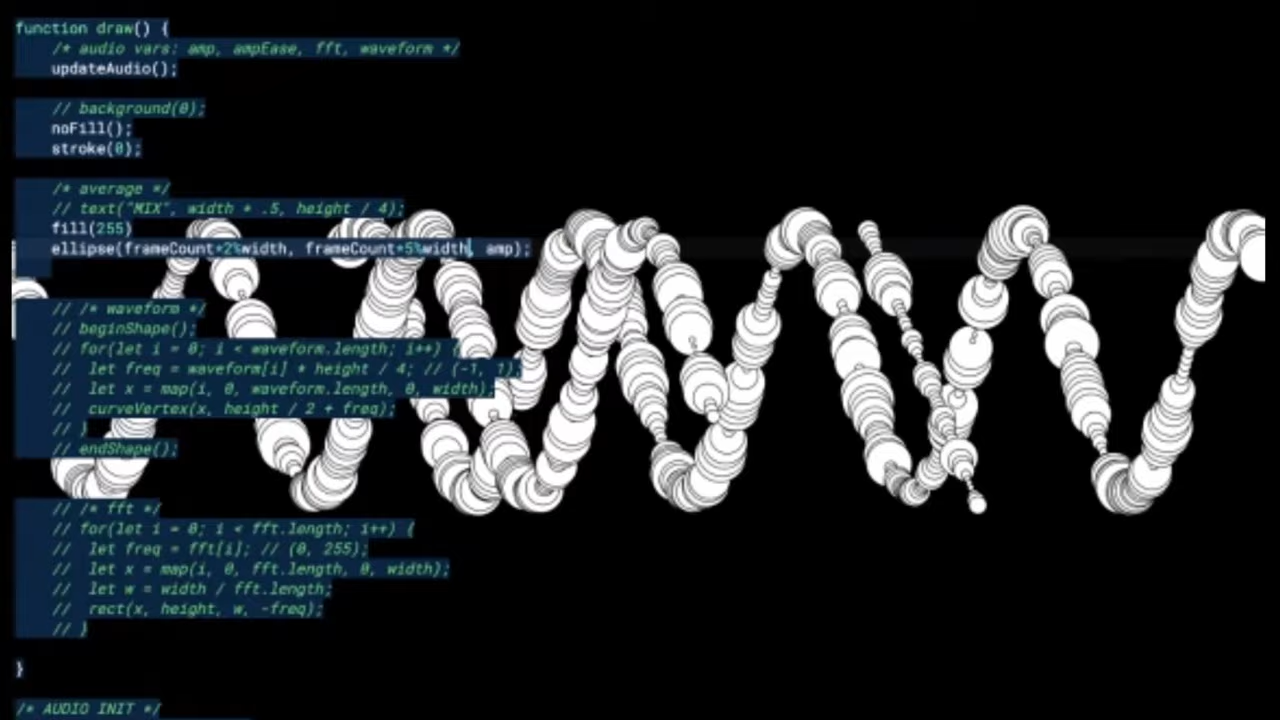 function draw() {
/* audio vars: amp, ampEase, fft, waveform */
updateAudio();
// background(0);
noFill();
stroke(0);
/* average */
// text("MIX", width * .5, height / 4);
fill(255)
ellipse(frameCount*2%width, frameCount*5%width, amp);
// /* waveform */
// beginShape();
// for(let i = 0; i < waveform.length; i++) {
//  let freq = waveform[i] * height / 4; // (-1, 1);
//  let x = map(i, 0, waveform.length, 0, width);
//  curveVertex(x, height / 2 + freq);
// }
// endShape();
// /* fft */
// for(let i = 0; i < fft.length; i++) {
//  let freq = fft[i]; // (0, 255);
//  let x = map(i, 0, fft.length, 0, width);
//  let w = width / fft.length;
//  rect(x, height, w, -freq);
// }
}
/* AUDIO INIT */